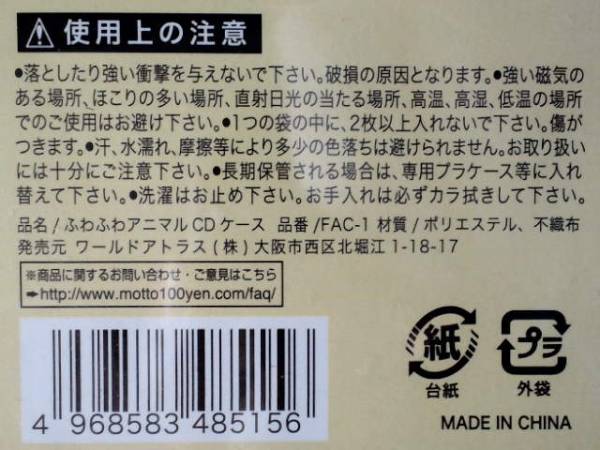 使用上の注意
●落としたり強い衝撃を与えないで下さい。破損の原因となります。●強い磁気の
ある場所、ほこりの多い場所、直射日光の当たる場所、高温、高湿、低温の場所
でのご使用はお避け下さい。●1つの袋の中に、2枚以上入れないで下さい。傷が
つきます。●汗、水濡れ、摩擦等により多少の色落ちは避けられません。お取り扱い
には十分にご注意下さい。●長期保管される場合は、専用プラケース等に入れ
替えて下さい。●洗濯はお止め下さい。お手入れは必ずカラ拭きして下さい。
品名/ふわふわアニマルCDケース 品番/FAC-1 材質/ポリエステル、不織布
発売元 ワールドアトラス(株)大阪市西区北堀江1-18-17
※商品に関するお問い合わせ・ご意見はこちら
➡http://www.motto100yen.com/faq/
紙
台紙
プラ
外袋
4 968583 485156
MADE IN CHINA